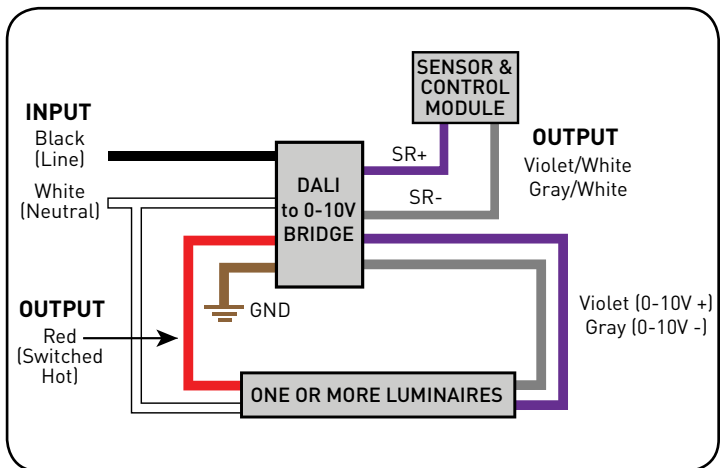 SENSOR &
CONTROL
MODULE
INPUT
Black
(Line)
OUTPUT
Violet/White
Gray/White
SR+
White
(Neutral)
DALI
to 0-10V
BRIDGE
SR-
OUTPUT
Red
(Switched
Hot)
GND
Violet (0-10V +)
Gray (0-10V -)
ONE OR MORE LUMINAIRES